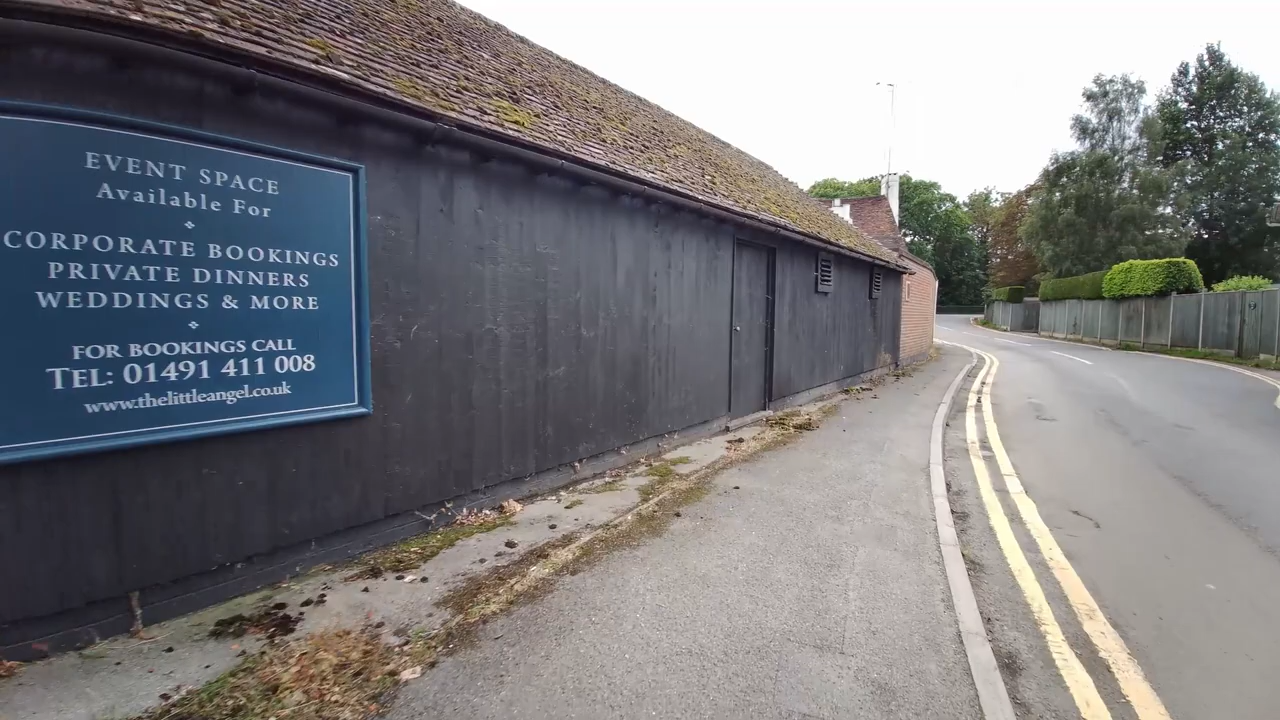 EVENT SPACE
Available For
CORPORATE BOOKINGS
PRIVATE DINNERS
WEDDINGS & MORE
FOR BOOKINGS CALL
TEL: 01491 411 008
www.thelittleangel.co.uk